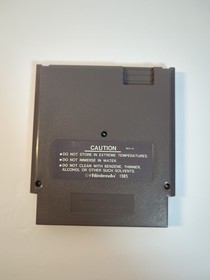 CAUTION
• DO NOT STORE IN EXTREME TEMPERATURES.
• DO NOT IMMERSE IN WATER.
• DO NOT CLEAN WITH BENZENE, THINNER,
ALCOHOL OR OTHER SUCH SOLVENTS.
© Nintendo 1985